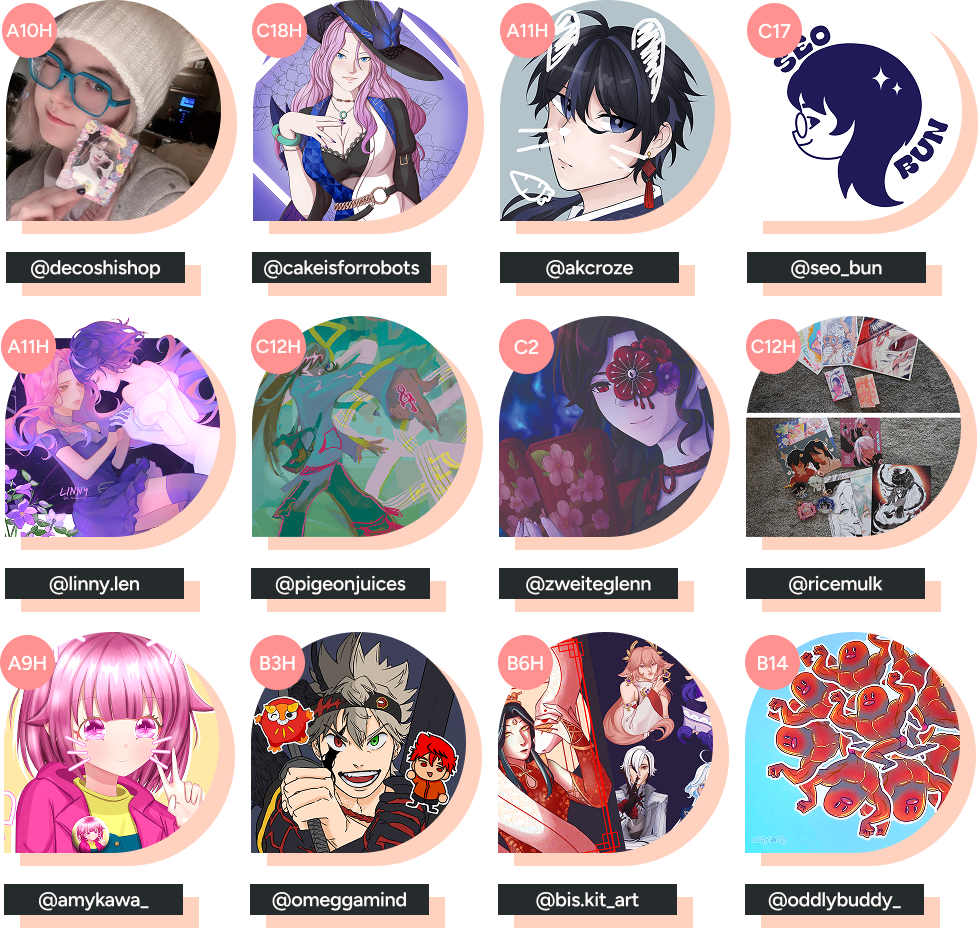 A10H
C18H
A11H
C17
SEO
BUN
@decoshishop
@cakeisforrobots
@akcroze
@seo_bun
A11H
C12H
C2
C12H
LINNY
@linny.len
@pigeonjuices
@zweiteglenn
@ricemulk
A9H
B3H
B6H
B14
@amykawa_
@omeggamind
@bis.kit_art
@oddlybuddy_